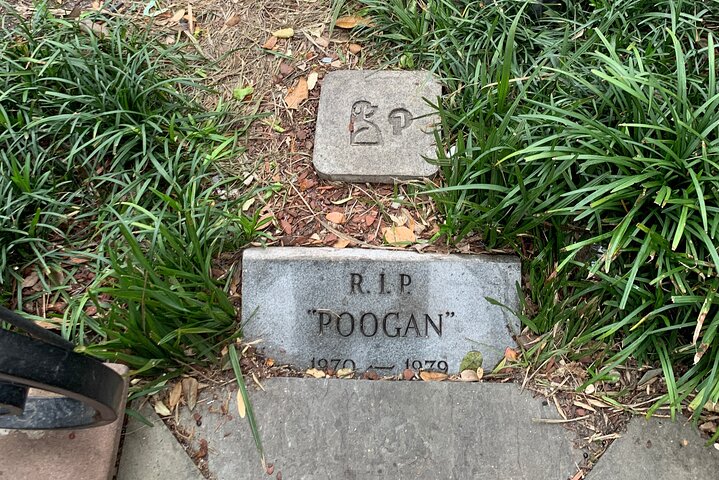 R.I.P.
"POOGAN"
1970 — 1979